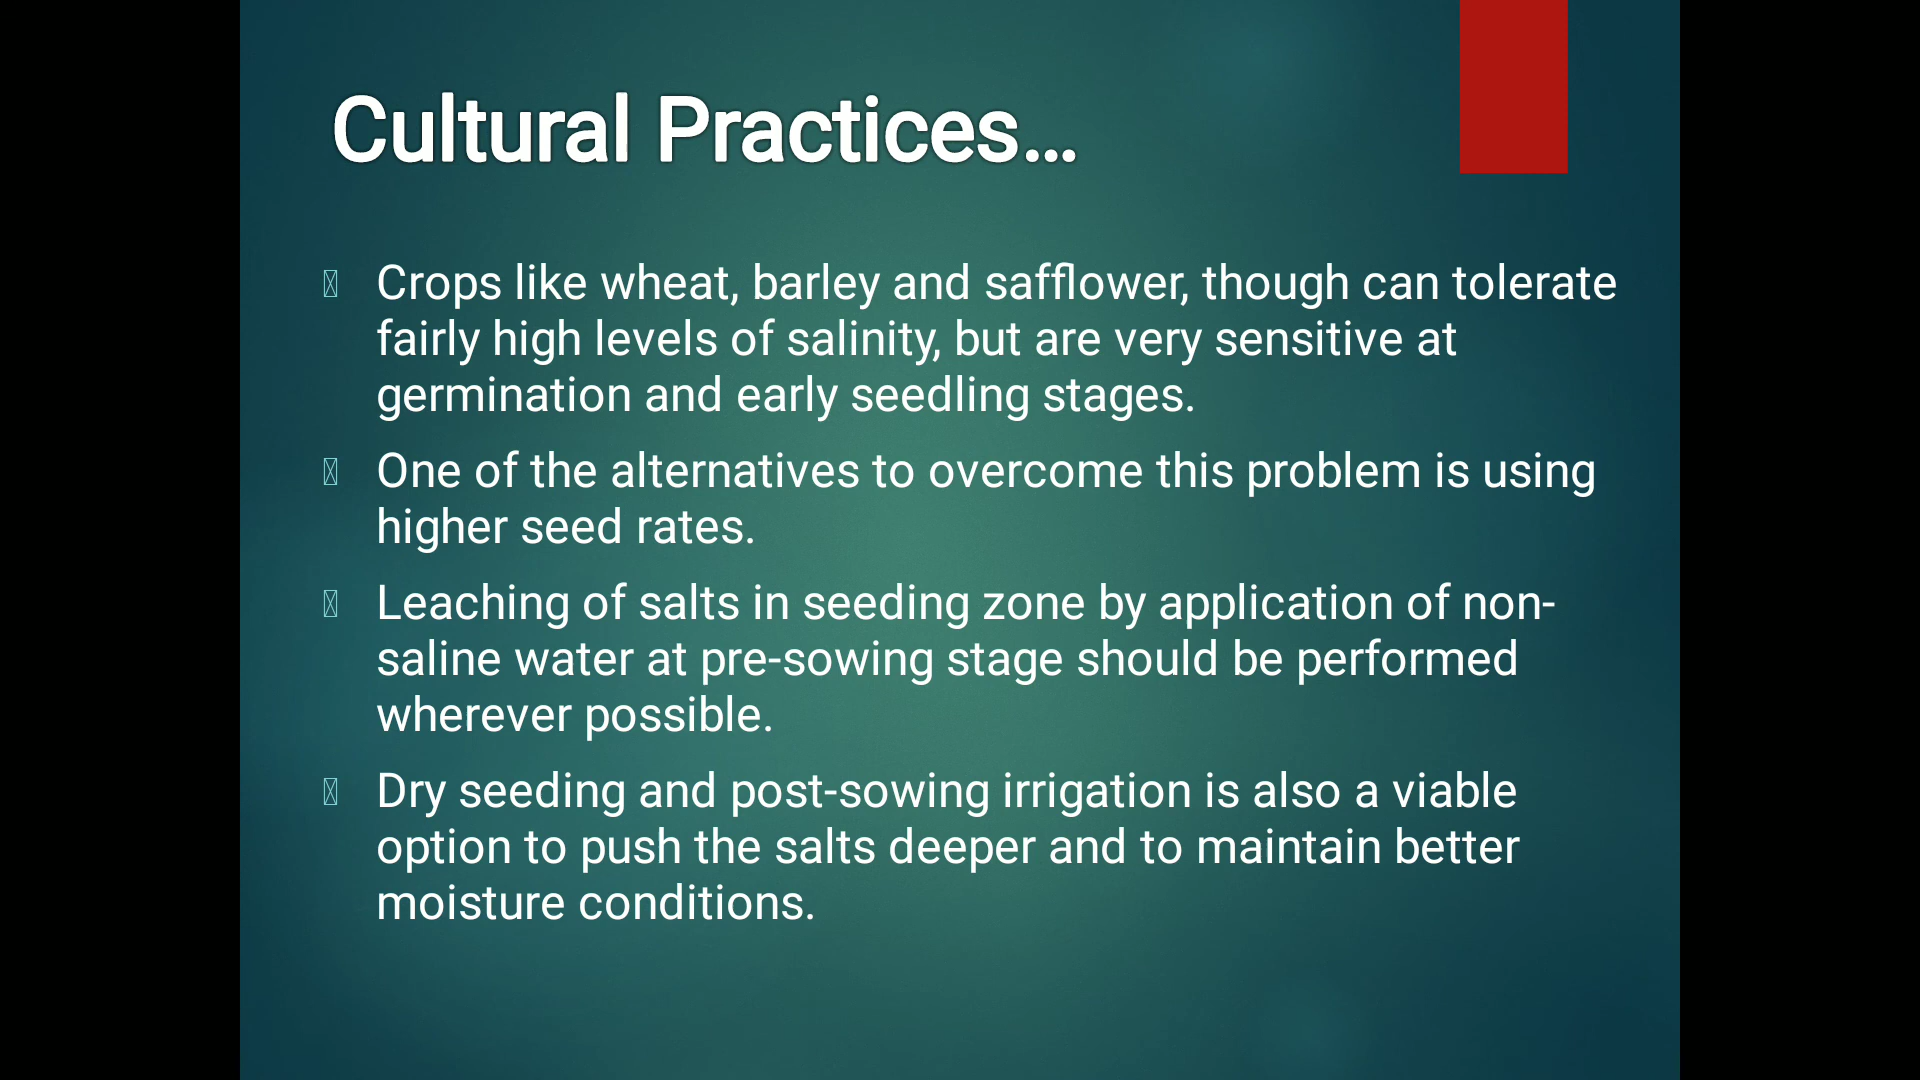 Cultural Practices...
Crops like wheat, barley and safflower, though can tolerate
fairly high levels of salinity, but are very sensitive at
germination and early seedling stages.
One of the alternatives to overcome this problem is using
higher seed rates.
Leaching of salts in seeding zone by application of non-
saline water at pre-sowing stage should be performed
wherever possible.
Dry seeding and post-sowing irrigation is also a viable
option to push the salts deeper and to maintain better
moisture conditions.